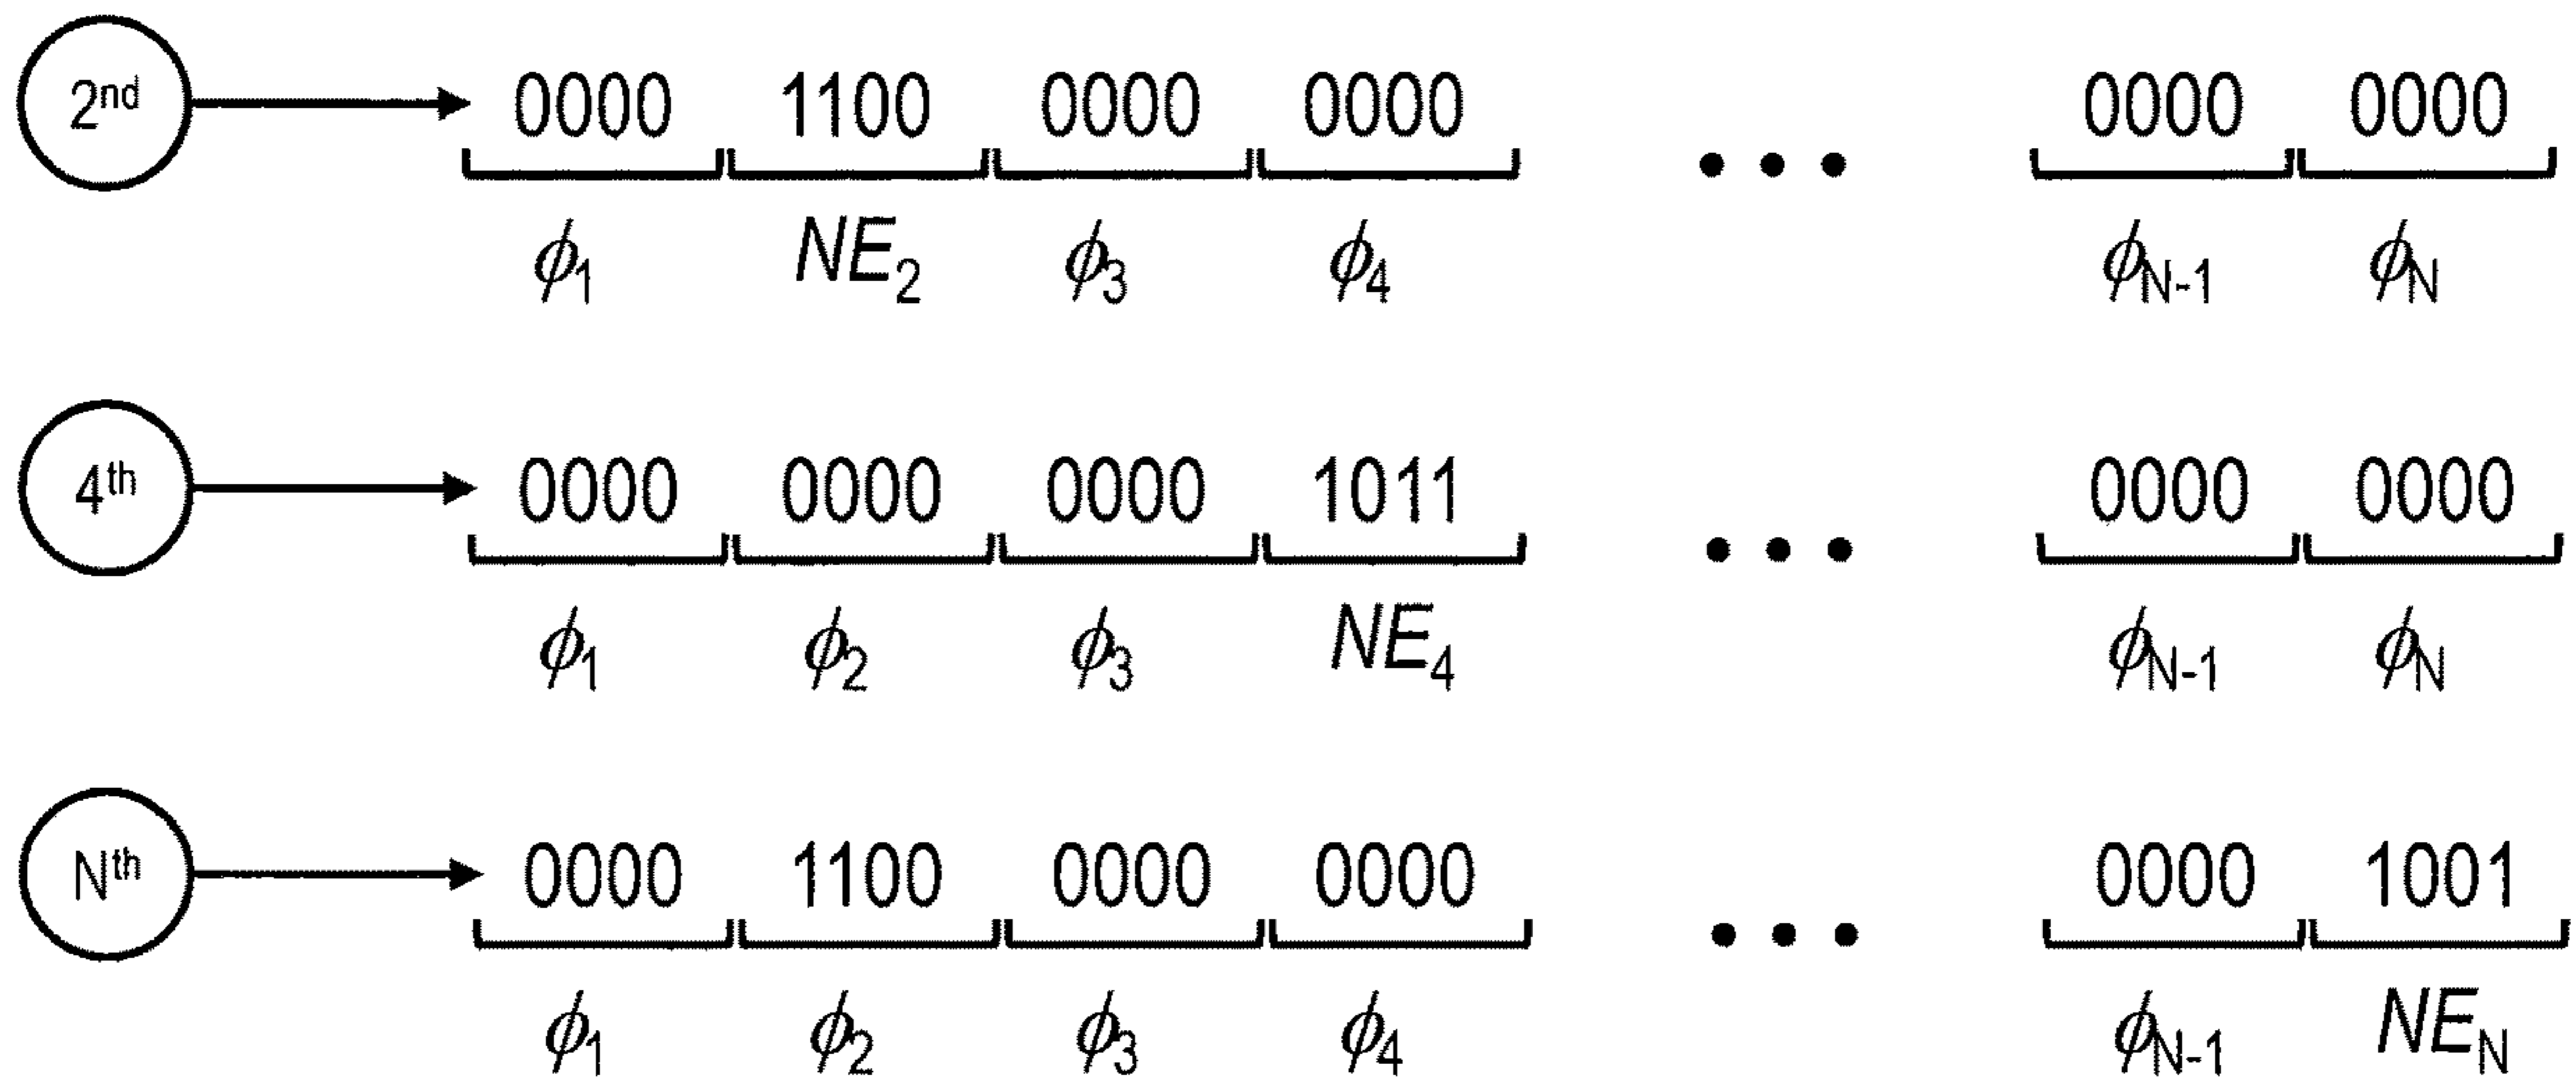 2nd 0000 1100 0000 0000 ••• 0000 0000
ϕ1 NE2 ϕ3 ϕ4 ϕN-1 ϕN
4th 0000 0000 0000 1011 ••• 0000 0000
ϕ1 ϕ2 ϕ3 NE4 ϕN-1 ϕN
Nth 0000 1100 0000 0000 ••• 0000 1001
ϕ1 ϕ2 ϕ3 ϕ4 ϕN-1 NEN